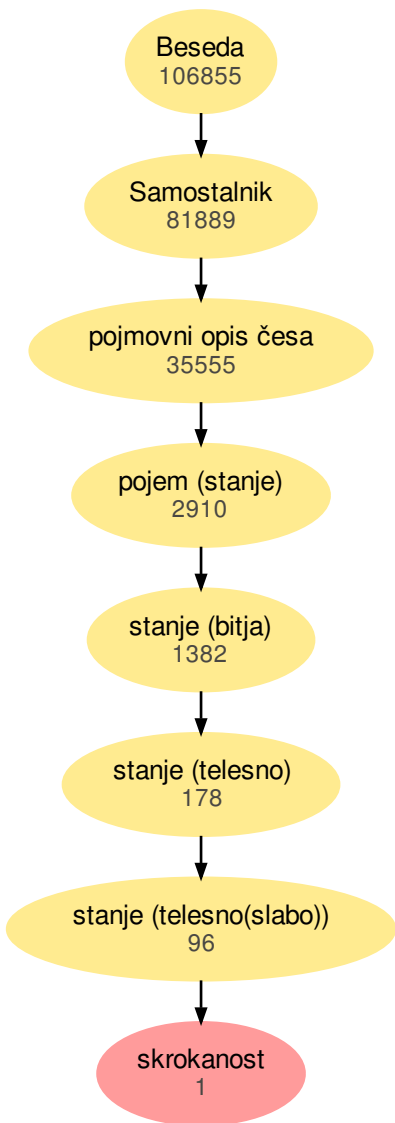 Beseda
106855
Samostalnik
81889
pojmovni opis česa
35555
pojem (stanje)
2910
stanje (bitja)
1382
stanje (telesno)
178
stanje (telesno(slabo))
96
skrokanost
1